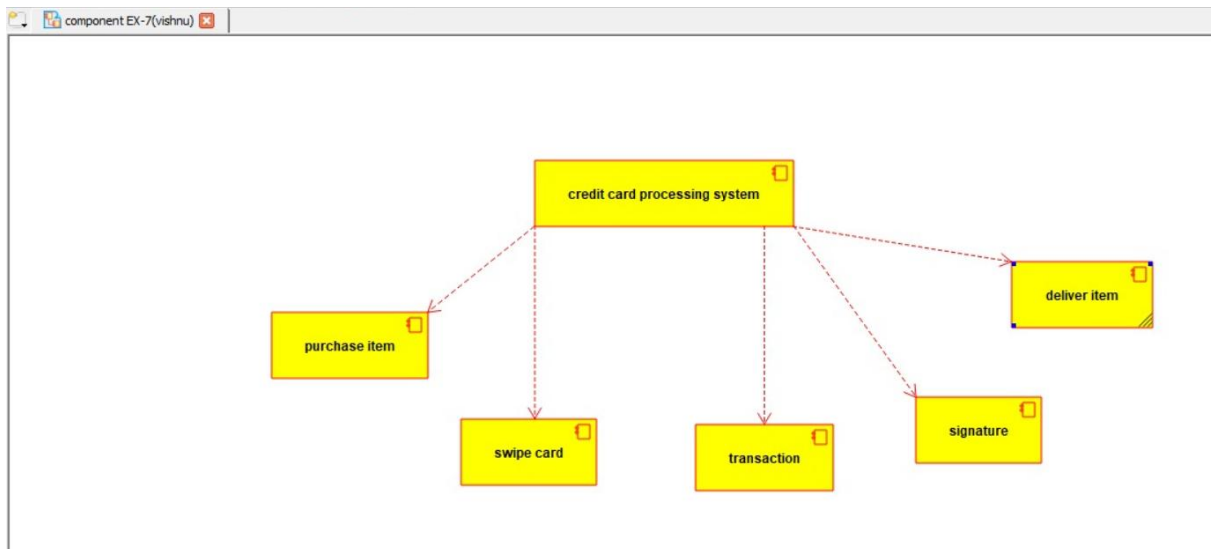 component EX-7(vishnu)
credit card processing system
deliver item
purchase item
signature
swipe card
transaction